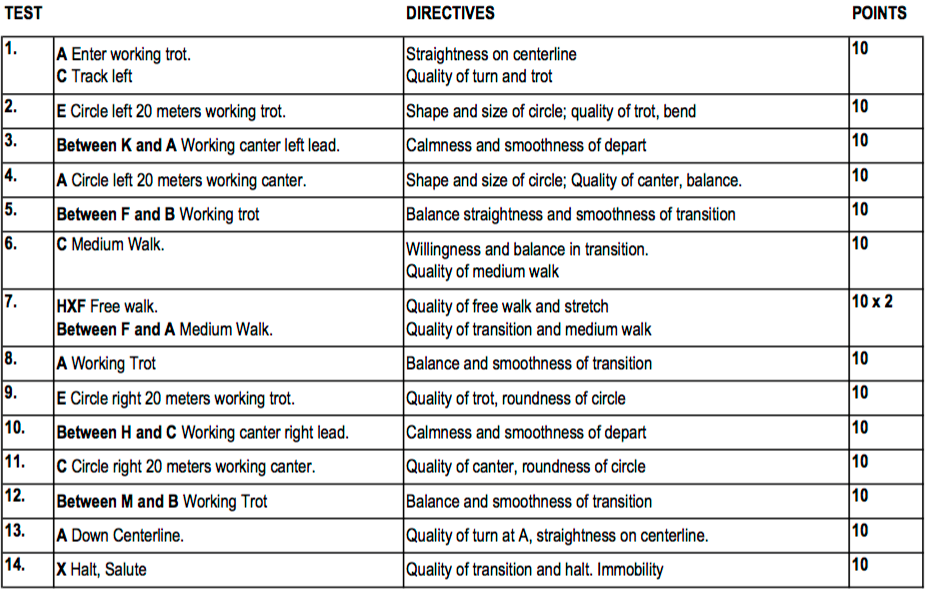 TEST DIRECTIVES POINTS
1. A Enter working trot. Straightness on centerline 10
C Track left Quality of turn and trot
2. E Circle left 20 meters working trot. Shape and size of circle; quality of trot, bend 10
3. Between K and A Working canter left lead. Calmness and smoothness of depart 10
4. A Circle left 20 meters working canter. Shape and size of circle; Quality of canter, balance. 10
5. Between F and B Working trot Balance straightness and smoothness of transition 10
6. C Medium Walk. Willingness and balance in transition. 10
Quality of medium walk
7. HXF Free walk. Quality of free walk and stretch 10 x 2
Between F and A Medium Walk. Quality of transition and medium walk
8. A Working Trot Balance and smoothness of transition 10
9. E Circle right 20 meters working trot. Quality of trot, roundness of circle 10
10. Between H and C Working canter right lead. Calmness and smoothness of depart 10
11. C Circle right 20 meters working canter. Quality of canter, roundness of circle 10
12. Between M and B Working Trot Balance and smoothness of transition 10
13. A Down Centerline. Quality of turn at A, straightness on centerline. 10
14. X Halt, Salute Quality of transition and halt. Immobility 10